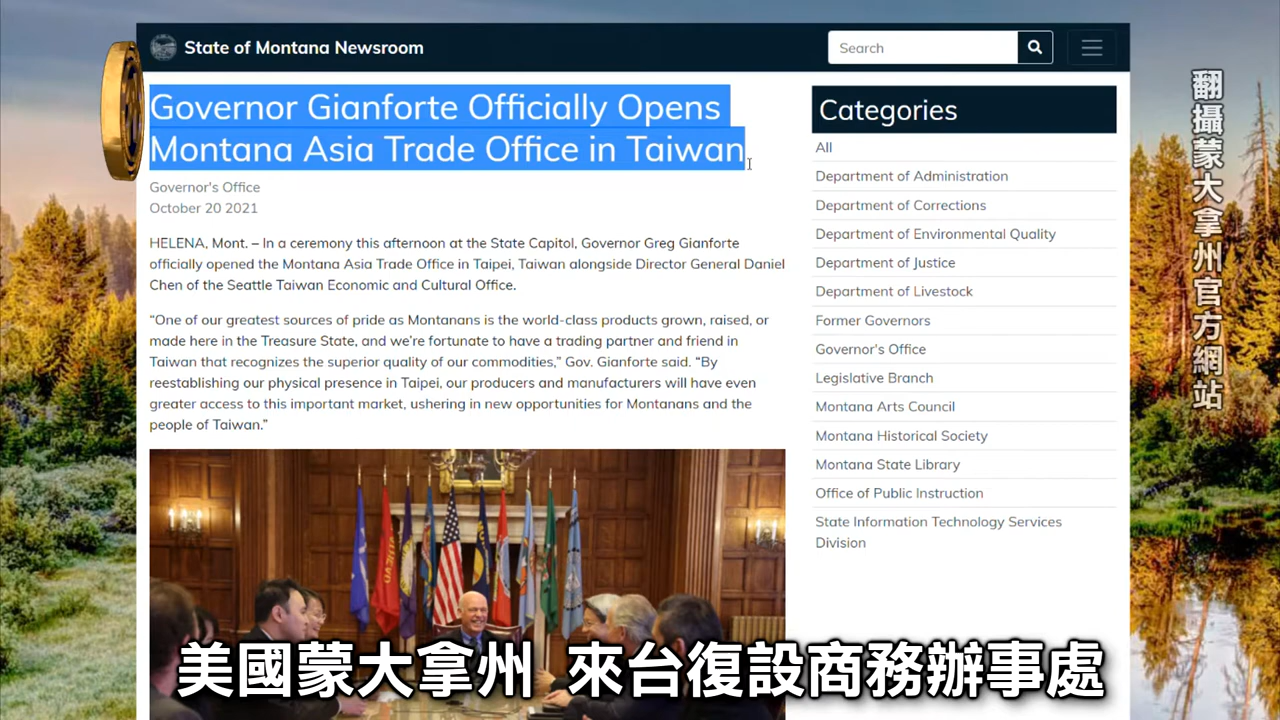 State of Montana Newsroom
Search
Governor Gianforte Officially Opens
Montana Asia Trade Office in Taiwan
Governor's Office
October 20 2021
HELENA, Mont. – In a ceremony this afternoon at the State Capitol, Governor Greg Gianforte
officially opened the Montana Asia Trade Office in Taipei, Taiwan alongside Director General Daniel
Chen of the Seattle Taiwan Economic and Cultural Office.
“One of our greatest sources of pride as Montanans is the world-class products grown, raised, or
made here in the Treasure State, and we’re fortunate to have a trading partner and friend in
Taiwan that recognizes the superior quality of our commodities,” Gov. Gianforte said. “By
reestablishing our physical presence in Taipei, our producers and manufacturers will have even
greater access to this important market, ushering in new opportunities for Montanans and the
people of Taiwan.”
Categories
All
Department of Administration
Department of Corrections
Department of Environmental Quality
Department of Justice
Department of Livestock
Former Governors
Governor's Office
Legislative Branch
Montana Arts Council
Montana Historical Society
Montana State Library
Office of Public Instruction
State Information Technology Services
Division
翻攝蒙大拿州官方網站
美國蒙大拿州 來台復設商務辦事處